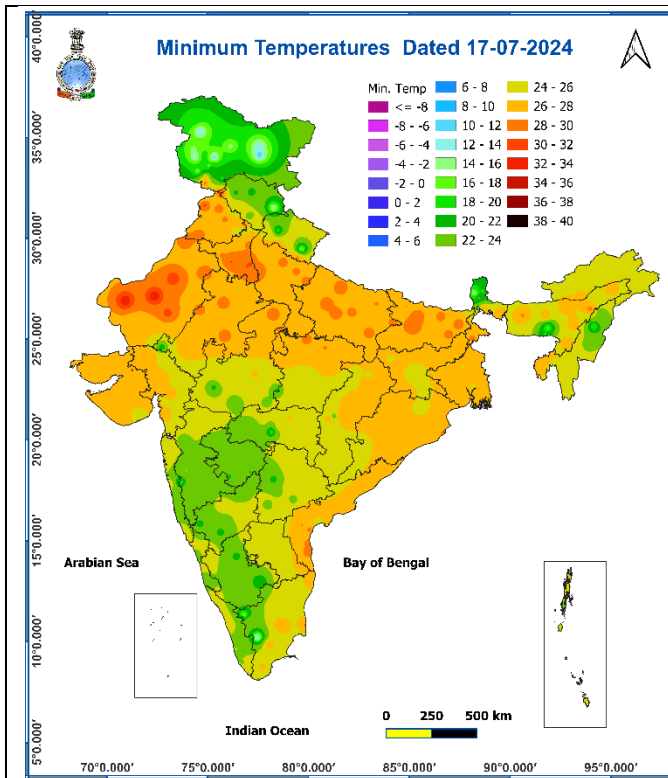 Minimum Temperatures Dated 17-07-2024
Min. Temp
<= -8
-8 - -6
-6 - -4
-4 - -2
-2 - 0
0 - 2
2 - 4
4 - 6
6 - 8
8 - 10
10 - 12
12 - 14
14 - 16
16 - 18
18 - 20
20 - 22
22 - 24
24 - 26
26 - 28
28 - 30
30 - 32
32 - 34
34 - 36
36 - 38
38 - 40
40°0.000'
35°0.000'
30°0.000'
25°0.000'
20°0.000'
15°0.000'
10°0.000'
5°0.000'
Arabian Sea
Bay of Bengal
Indian Ocean
0 250 500 km
70°0.000' 75°0.000' 80°0.000' 85°0.000' 90°0.000' 95°0.000'